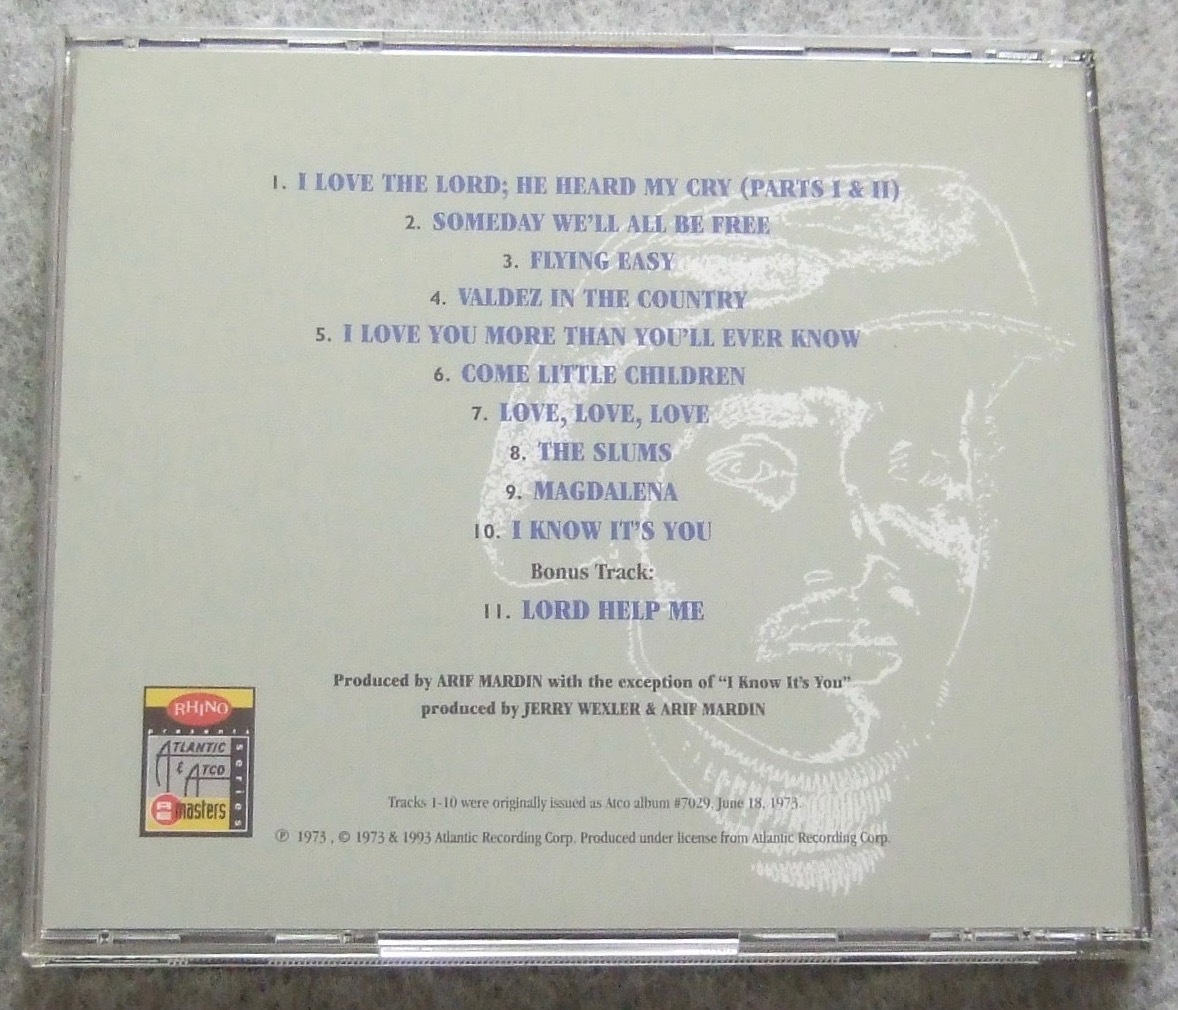 1. I LOVE THE LORD; HE HEARD MY CRY (PARTS I & II)
2. SOMEDAY WE'LL ALL BE FREE
3. FLYING EASY
4. VALDEZ IN THE COUNTRY
5. I LOVE YOU MORE THAN YOU'LL EVER KNOW
6. COME LITTLE CHILDREN
7. LOVE, LOVE, LOVE
8. THE SLUMS
9. MAGDALENA
10. I KNOW IT'S YOU
Bonus Track:
11. LORD HELP ME
Produced by ARIF MARDIN with the exception of “I Know It's You”
produced by JERRY WEXLER & ARIF MARDIN
RHINO
presents
ATLANTIC
& ATCO
masters
series
Tracks 1-10 were originally issued as Atco album #7029, June 18, 1973.
℗ 1973 , © 1973 & 1993 Atlantic Recording Corp. Produced under license from Atlantic Recording Corp.